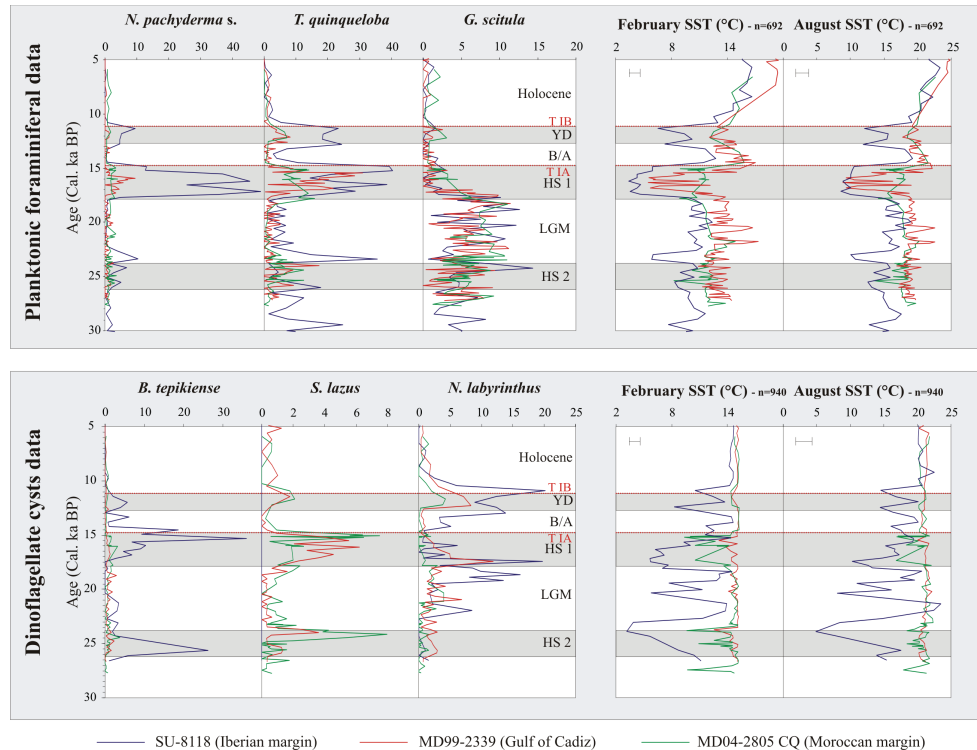 N. pachyderma s. T. quinqueloba G. scitula February SST (°C) - n=692 August SST (°C) - n=692
0 10 20 30 40 50 0 10 20 30 40 50 0 5 10 15 20 2 8 14 0 5 10 15 20 25
Planktonic foraminiferal data
Age (Cal. ka BP)
5
Holocene
10
T IB
YD
B/A
15
T IA
HS 1
20
LGM
25
HS 2
30
B. tepikiense S. lazus N. labyrinthus February SST (°C) - n=940 August SST (°C) - n=940
0 10 20 30 0 2 4 6 8 0 5 10 15 20 25 2 8 14 0 5 10 15 20 25
Dinoflagellate cysts data
Age (Cal. ka BP)
5
Holocene
10
T IB
YD
B/A
15
T IA
HS 1
20
LGM
25
HS 2
30
SU-8118 (Iberian margin) MD99-2339 (Gulf of Cadiz) MD04-2805 CQ (Moroccan margin)